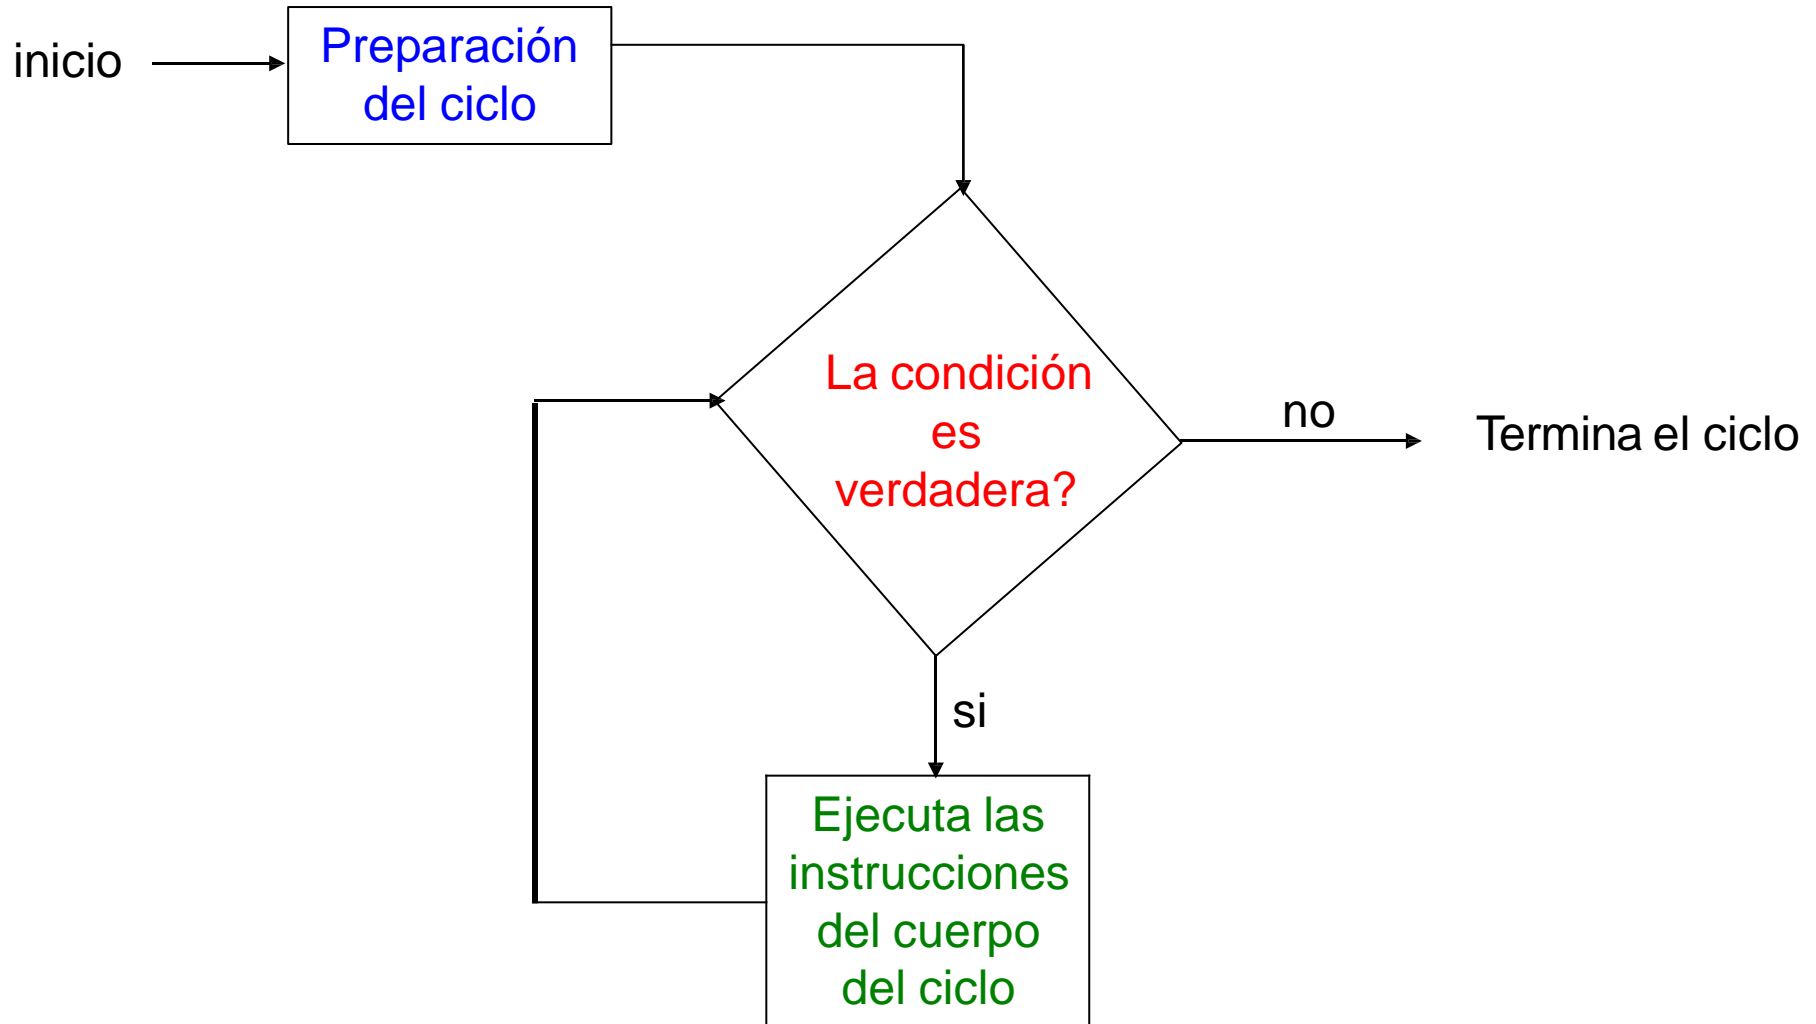 inicio
Preparación
del ciclo
La condición
es
verdadera?
no
Termina el ciclo
si
Ejecuta las
instrucciones
del cuerpo
del ciclo